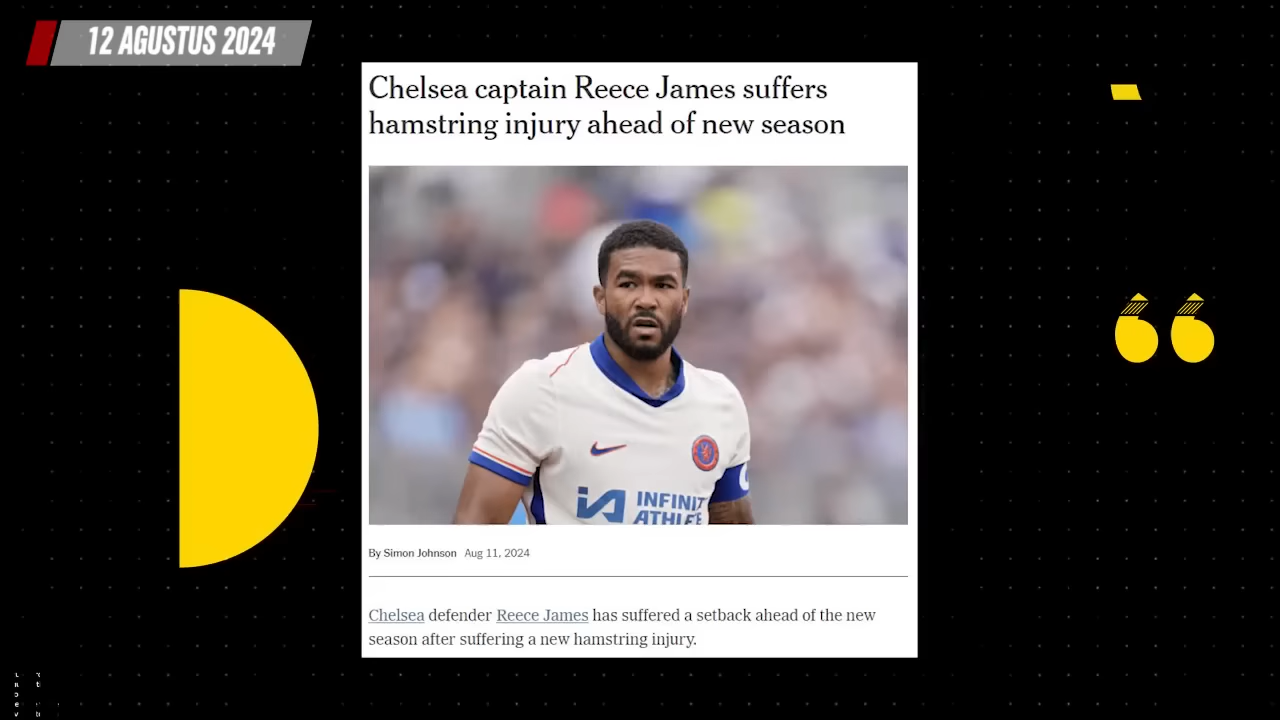 12 AGUSTUS 2024
Chelsea captain Reece James suffers
hamstring injury ahead of new season
INFINIT
ATHLE
By Simon Johnson Aug 11, 2024
Chelsea defender Reece James has suffered a setback ahead of the new
season after suffering a new hamstring injury.